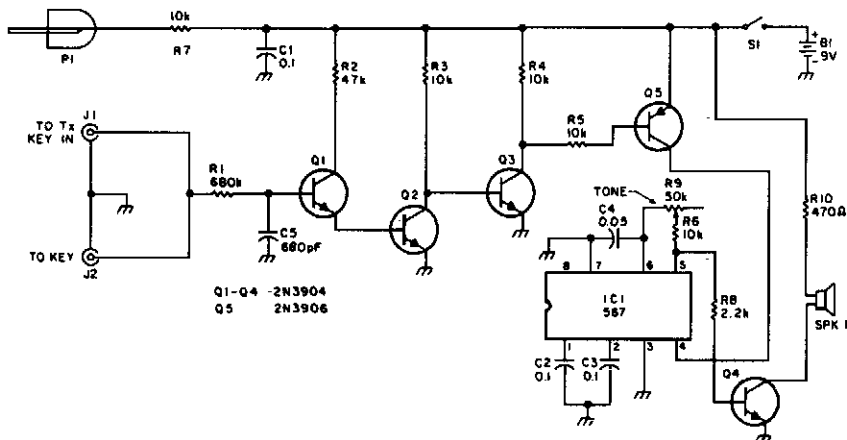 10k
R7
P1
C1
0.1
R2
47k
R3
10k
R4
10k
S1
B1
9V
+
-
Q5
J1
TO Tx
KEY IN
R1
680k
Q1
Q2
Q3
R5
10k
TONE
R9
50k
R10
470Ω
C4
0.05
R6
10k
C5
680pF
TO KEY
J2
Q1-Q4 -2N3904
Q5 2N3906
8 7 6 5
IC1
567
1 2 3 4
R8
2.2k
SPK 1
C2
0.1
C3
0.1
Q4